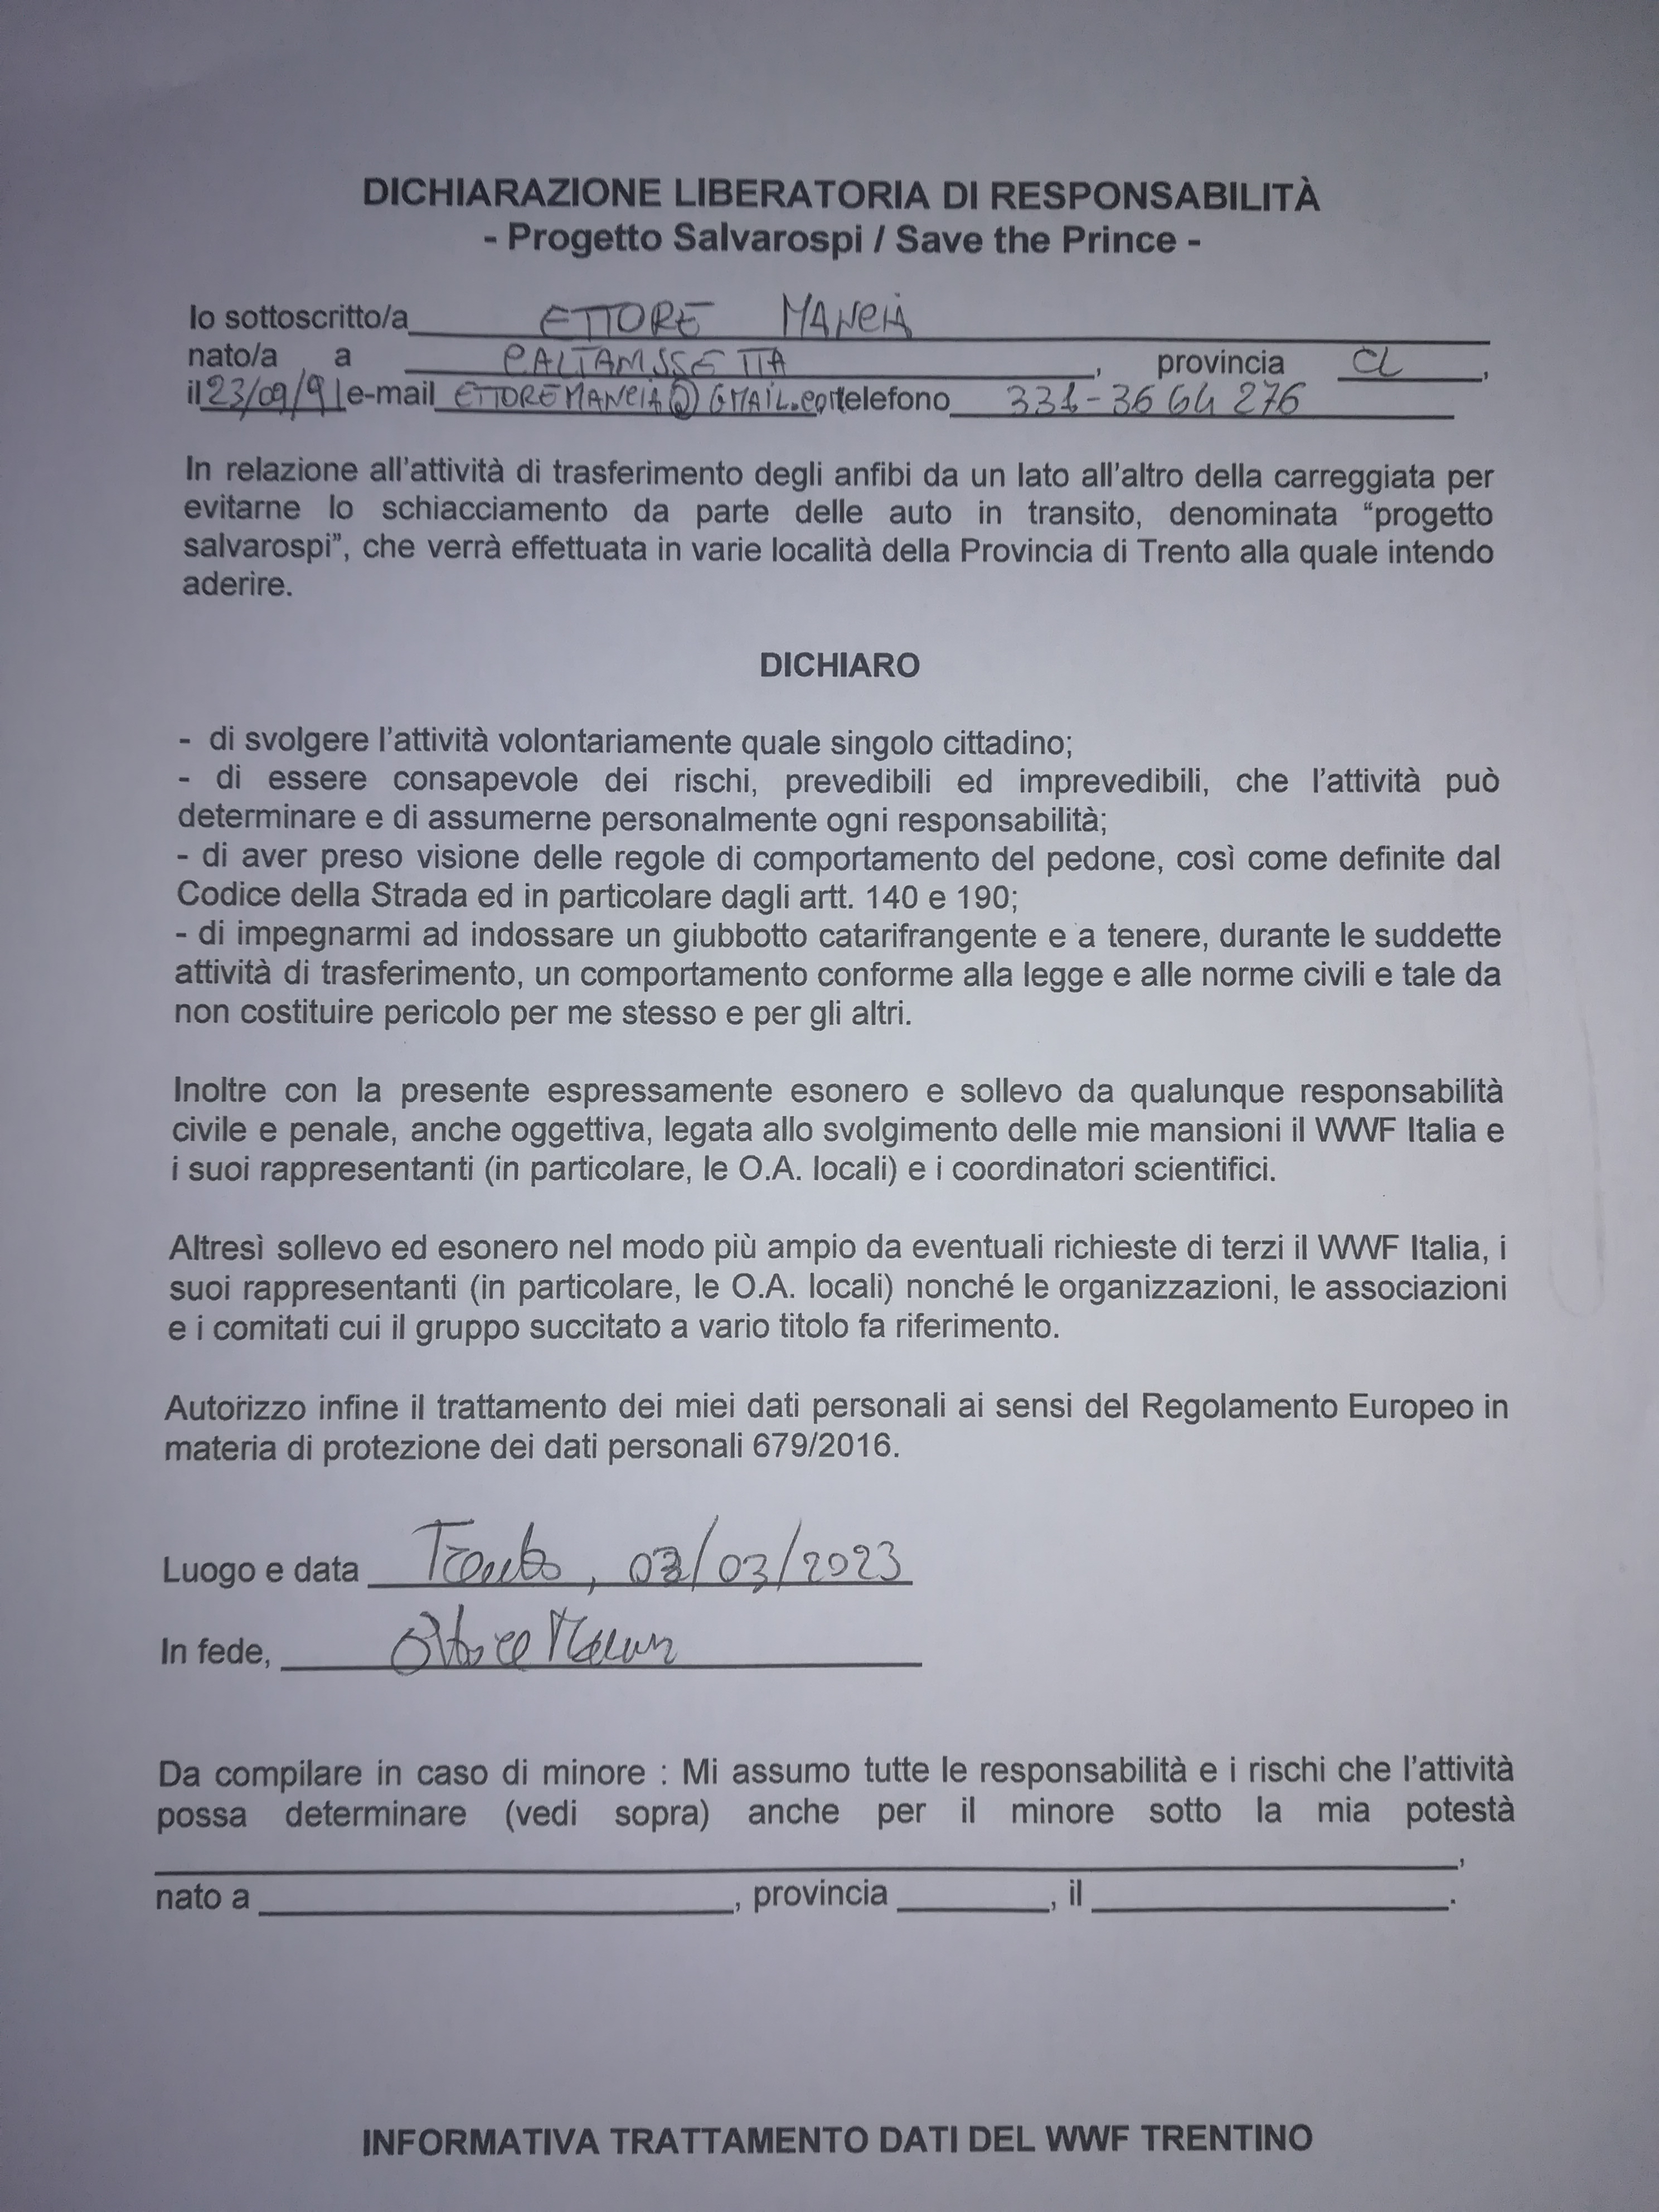 DICHIARAZIONE LIBERATORIA DI RESPONSABILITÀ
- Progetto Salvarospi / Save the Prince -
Io sottoscritto/a ETTORE MANCIA
nato/a a CALTANISSETTA, provincia CL,
il 23/09/91 e-mail ETTOREMANCIA@GMAIL.com telefono 331-3664276
In relazione all'attività di trasferimento degli anfibi da un lato all'altro della carreggiata per
evitarne lo schiacciamento da parte delle auto in transito, denominata “progetto
salvarospi”, che verrà effettuata in varie località della Provincia di Trento alla quale intendo
aderire.
DICHIARO
- di svolgere l'attività volontariamente quale singolo cittadino;
- di essere consapevole dei rischi, prevedibili ed imprevedibili, che l'attività può
determinare e di assumerne personalmente ogni responsabilità;
- di aver preso visione delle regole di comportamento del pedone, così come definite dal
Codice della Strada ed in particolare dagli artt. 140 e 190;
- di impegnarmi ad indossare un giubbotto catarifrangente e a tenere, durante le suddette
attività di trasferimento, un comportamento conforme alla legge e alle norme civili e tale da
non costituire pericolo per me stesso e per gli altri.
Inoltre con la presente espressamente esonero e sollevo da qualunque responsabilità
civile e penale, anche oggettiva, legata allo svolgimento delle mie mansioni il WWF Italia e
i suoi rappresentanti (in particolare, le O.A. locali) e i coordinatori scientifici.
Altresì sollevo ed esonero nel modo più ampio da eventuali richieste di terzi il WWF Italia, i
suoi rappresentanti (in particolare, le O.A. locali) nonché le organizzazioni, le associazioni
e i comitati cui il gruppo succitato a vario titolo fa riferimento.
Autorizzo infine il trattamento dei miei dati personali ai sensi del Regolamento Europeo in
materia di protezione dei dati personali 679/2016.
Luogo e data Trento, 03/03/2023
In fede, Ettore Mancia
Da compilare in caso di minore : Mi assumo tutte le responsabilità e i rischi che l'attività
possa determinare (vedi sopra) anche per il minore sotto la mia potestà
,
nato a , provincia , il .
INFORMATIVA TRATTAMENTO DATI DEL WWF TRENTINO